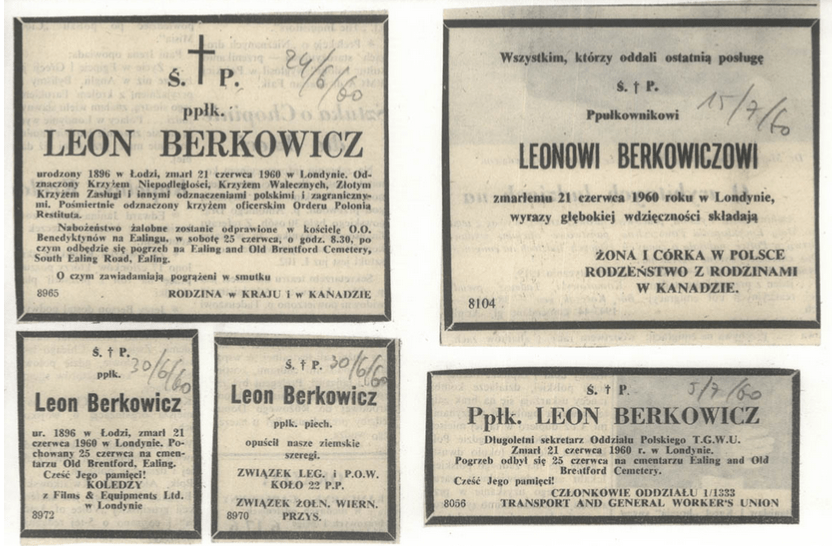 Ś. P.
24/6/60
ppłk.
LEON BERKOWICZ
urodzony 1896 w Łodzi, zmarł 21 czerwca 1960 w Londynie. Od-
znaczony Krzyżem Niepodległości, Krzyżem Walecznych, Złotym
Krzyżem Zasługi i innymi odznaczeniami polskimi i zagraniczny-
mi. Pośmiertnie odznaczony krzyżem oficerskim Orderu Polonia
Restituta.
Nabożeństwo żałobne zostanie odprawione w kościele O.O.
Benedyktynów na Ealingu, w sobotę 25 czerwca, o godz. 8.30, po
czym odbędzie się pogrzeb na Ealing and Old Brentford Cemetery,
South Ealing Road, Ealing.
O czym zawiadamiają pogrążeni w smutku
8965 RODZINA w KRAJU i w KANADZIE
Wszystkim, którzy oddali ostatnią posługę
Ś. † P.
15/7/60
Ppułkownikowi
LEONOWI BERKOWICZOWI
zmarłemu 21 czerwca 1960 roku w Londynie,
wyrazy głębokiej wdzięczności składają
ŻONA I CÓRKA W POLSCE
RODZEŃSTWO Z RODZINAMI
W KANADZIE.
8104
Ś. † P.
30/6/60
ppłk.
Leon Berkowicz
ur. 1896 w Łodzi, zmarł 21
czerwca 1960 w Londynie. Po-
chowany 25 czerwca na cmen-
tarzu Old Brentford, Ealing.
Cześć Jego pamięci!
KOLEDZY
z Films & Equipments Ltd.
w Londynie
8972
Ś. † P.
30/6/60
Leon Berkowicz
ppłk. piech.
opuścił nasze ziemskie
szeregi.
ZWIĄZEK LEG. i P.O.W.
KOŁO 22 P.P.
ZWIĄZEK ŻOŁN. WIERN.
8970 PRZYS.
Ś. † P.
5/7/60
Ppłk. LEON BERKOWICZ
Długoletni sekretarz Oddziału Polskiego T.G.W.U.
Zmarł 21 czerwca 1960 r. w Londynie.
Pogrzeb odbył się 25 czerwca na cmentarzu Ealing and Old
Breatford Cemetery.
Cześć Jego pamięci!
CZŁONKOWIE ODDZIAŁU 1/1333
8056 TRANSPORT AND GENERAL WORKER'S UNION